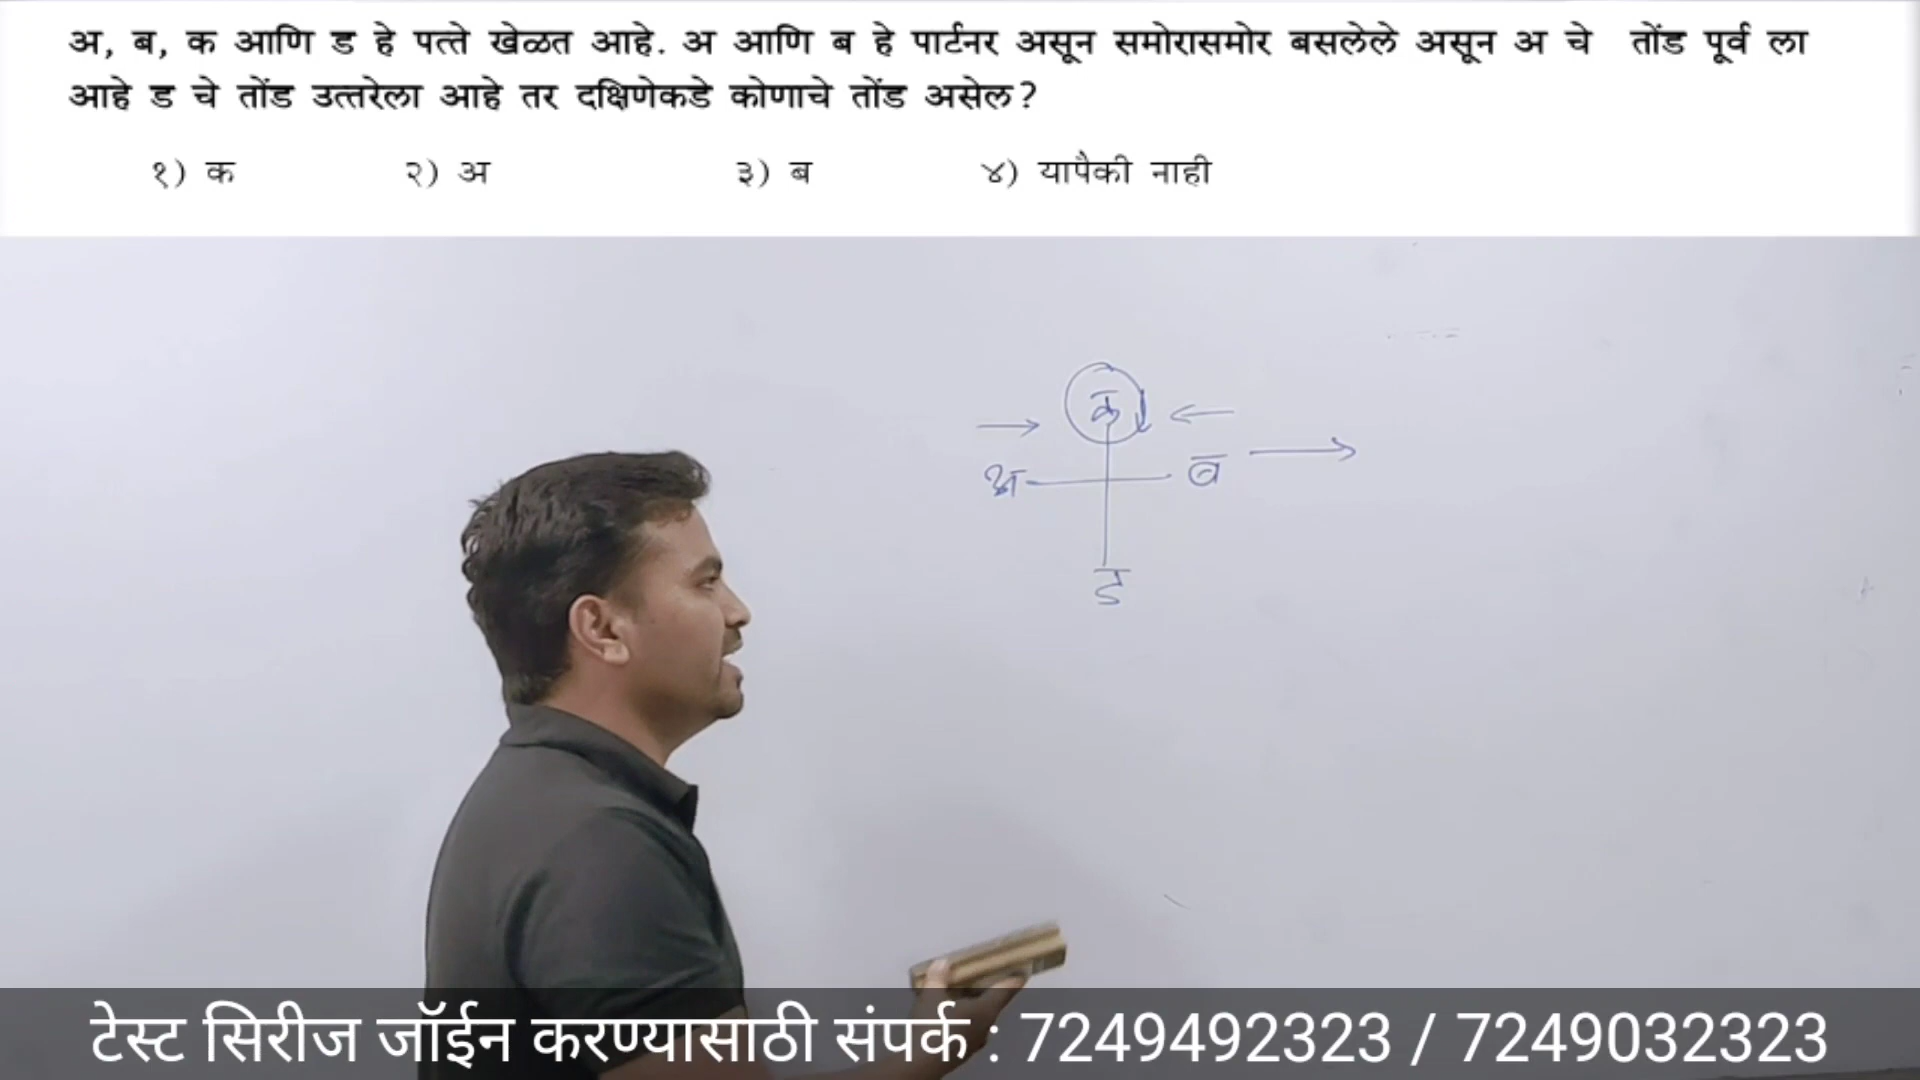 अ, ब, क आणि ड हे पत्ते खेळत आहे. अ आणि ब हे पार्टनर असून समोरासमोर बसलेले असून अ चे तोंड पूर्व ला
आहे ड चे तोंड उत्तरेला आहे तर दक्षिणेकडे कोणाचे तोंड असेल?
१) क २) अ ३) ब ४) यापैकी नाही
क
अ ब
ड
टेस्ट सिरीज जॉईन करण्यासाठी संपर्क : 7249492323 / 7249032323